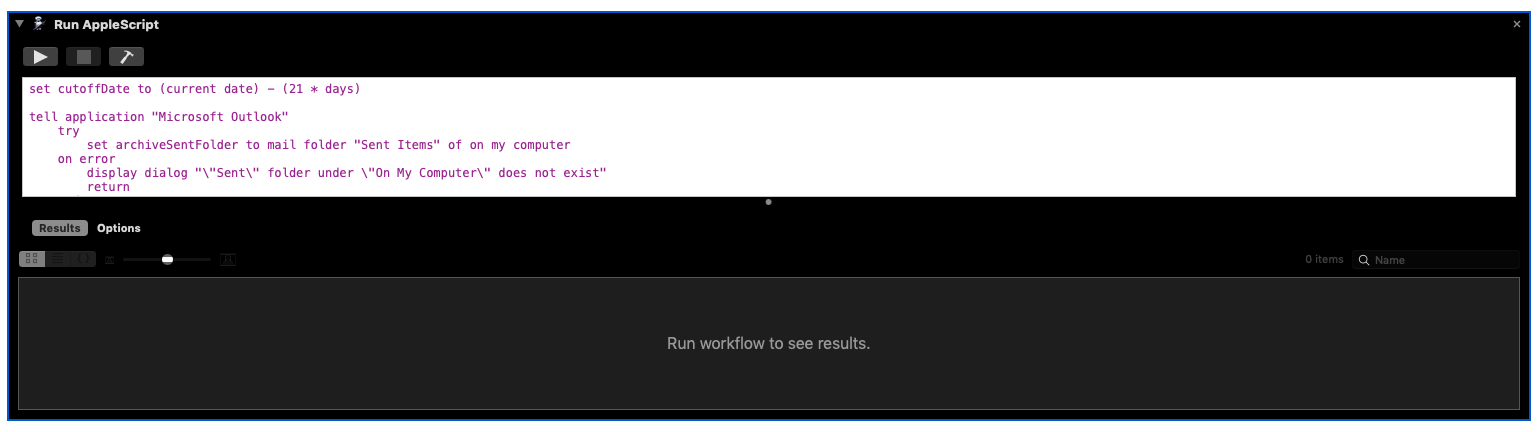 Run AppleScript
set cutoffDate to (current date) - (21 * days)
tell application "Microsoft Outlook"
try
set archiveSentFolder to mail folder "Sent Items" of on my computer
on error
display dialog "\"Sent\" folder under \"On My Computer\" does not exist"
return
Results Options
0 items Name
Run workflow to see results.